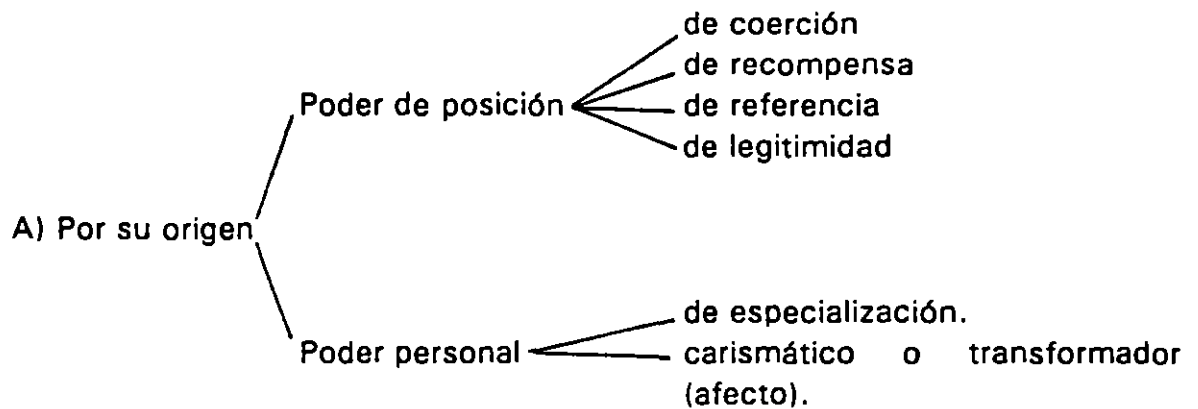 de coerción
de recompensa
Poder de posición
de referencia
de legitimidad
A) Por su origen
de especialización.
Poder personal
carismático o transformador
(afecto).